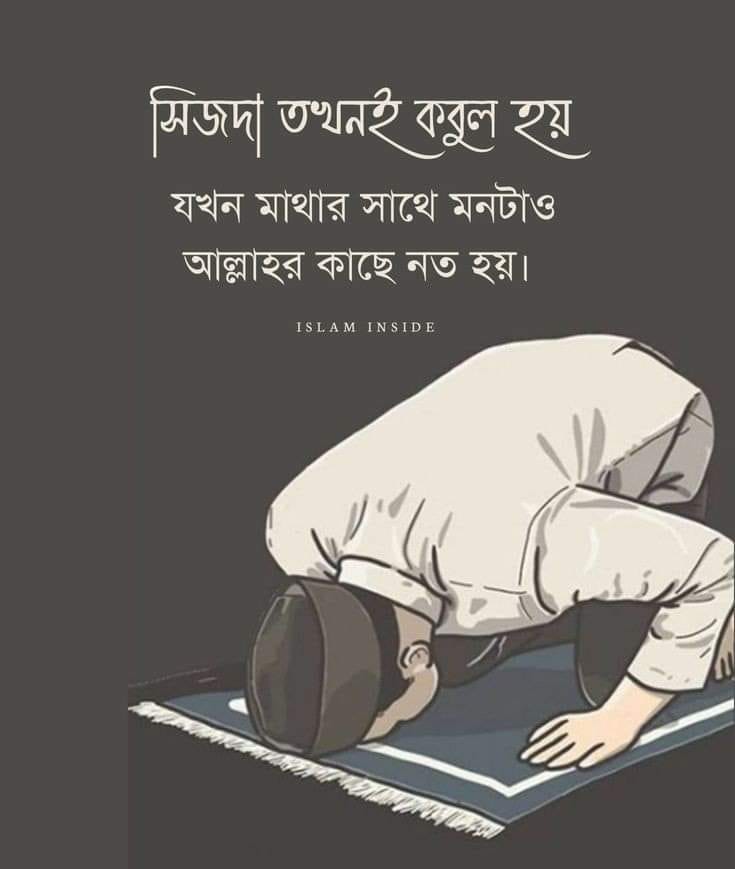 সিজদা তখনই কবুল হয়
যখন মাথার সাথে মনটাও
আল্লাহর কাছে নত হয়।
ISLAM INSIDE